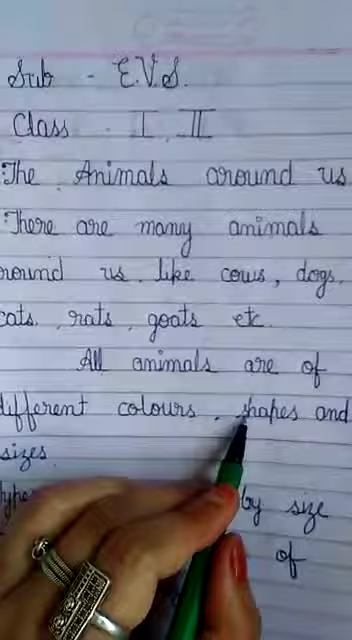 Sub - E.V.S.
Class - I, II
The Animals around us
There are many animals
round us, like cows, dogs,
cats, rats, goats etc.
All animals are of
different colours, shapes and
sizes.
by size
of